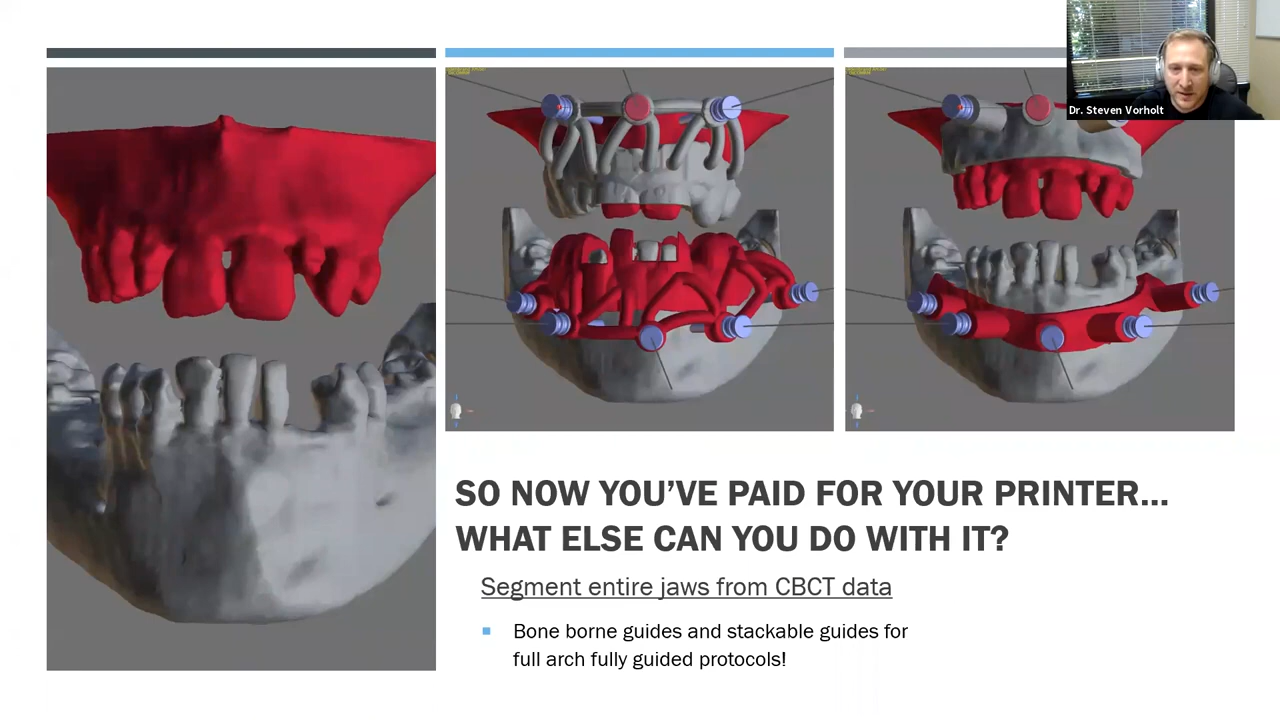 Dr. Steven Vorholt
SO NOW YOU'VE PAID FOR YOUR PRINTER...
WHAT ELSE CAN YOU DO WITH IT?
Segment entire jaws from CBCT data
Bone borne guides and stackable guides for
full arch fully guided protocols!